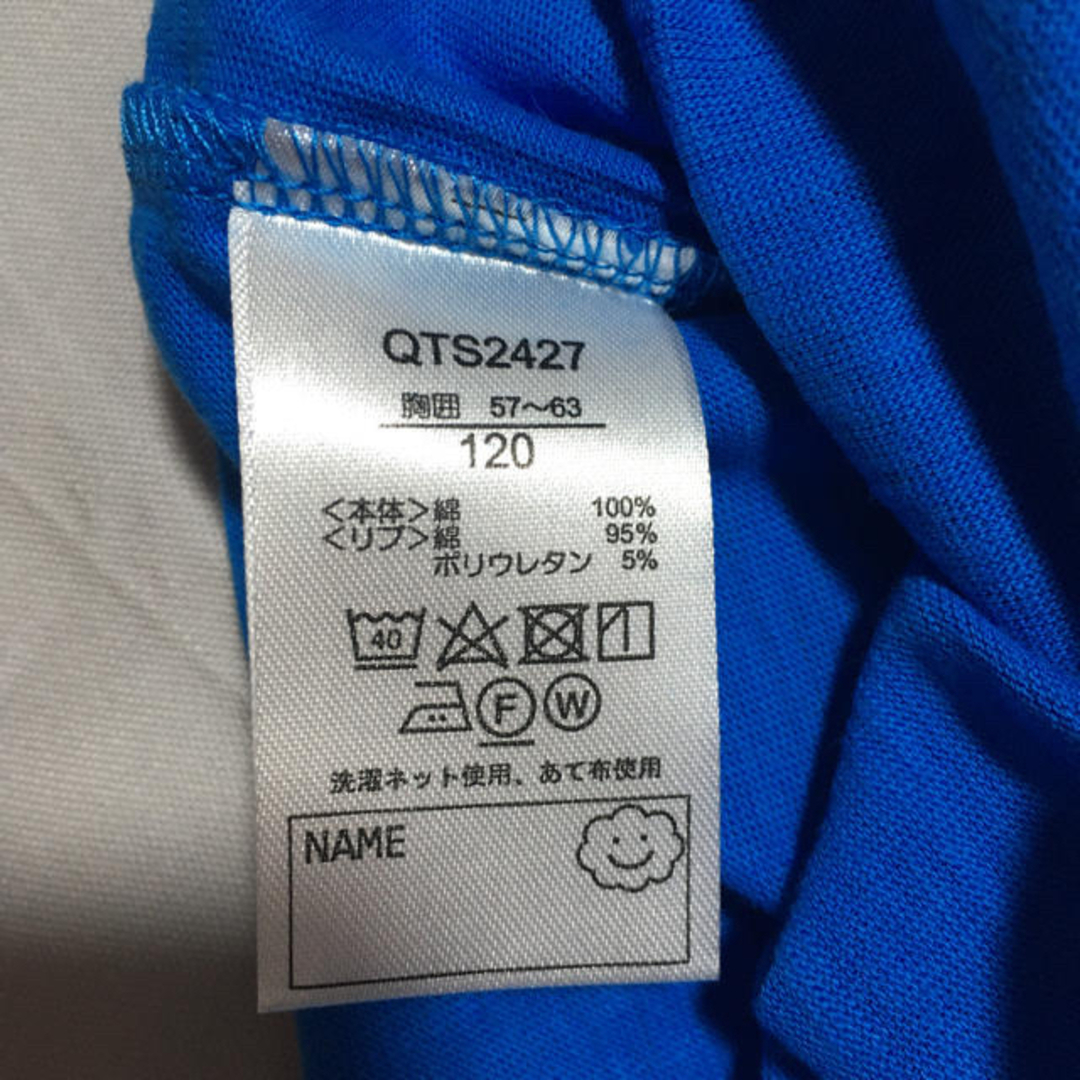 QTS2427
胸囲 57～63
120
＜本体＞綿 100%
＜リブ＞綿 95%
ポリウレタン 5%
40
F W
洗濯ネット使用、あて布使用
NAME